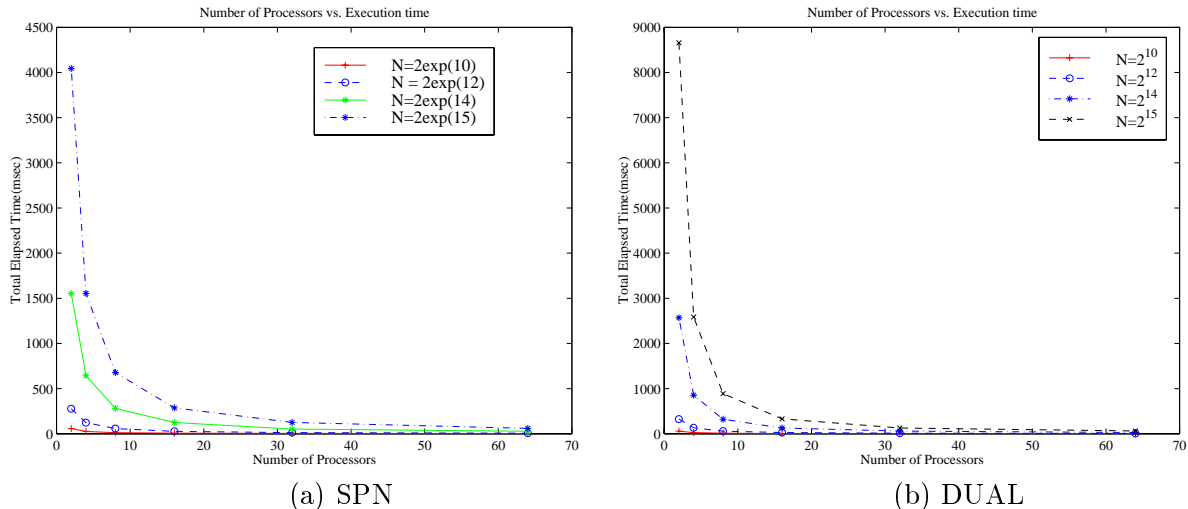 Number of Processors vs. Execution time
4500
4000
3500
3000
2500
2000
1500
1000
500
0
Total Elapsed Time(msec)
N=2exp(10)
N = 2exp(12)
N=2exp(14)
N=2exp(15)
0 10 20 30 40 50 60 70
Number of Processors
(a) SPN
Number of Processors vs. Execution time
9000
8000
7000
6000
5000
4000
3000
2000
1000
0
Total Elapsed Time(msec)
N=2^10
N=2^12
N=2^14
N=2^15
0 10 20 30 40 50 60 70
Number of Processors
(b) DUAL